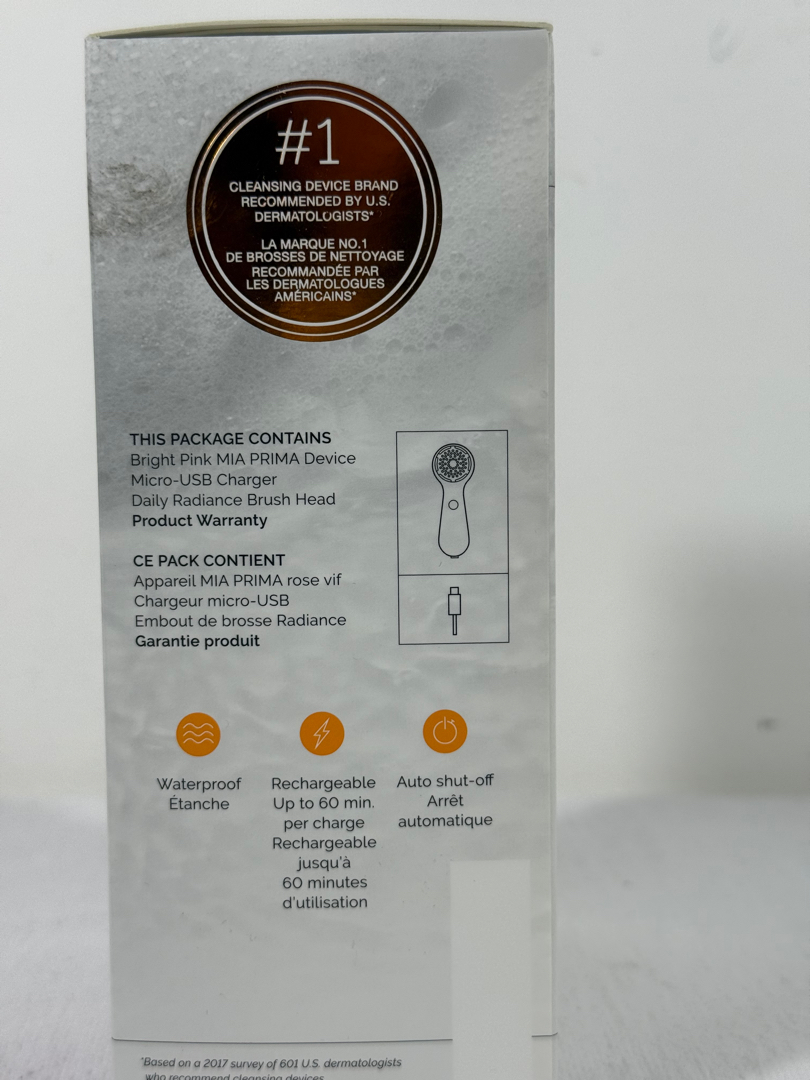 #1
CLEANSING DEVICE BRAND
RECOMMENDED BY U.S.
DERMATOLOGISTS*
LA MARQUE NO.1
DE BROSSES DE NETTOYAGE
RECOMMANDÉE PAR
LES DERMATOLOGUES
AMÉRICAINS*
THIS PACKAGE CONTAINS
Bright Pink MIA PRIMA Device
Micro-USB Charger
Daily Radiance Brush Head
Product Warranty
CE PACK CONTIENT
Appareil MIA PRIMA rose vif
Chargeur micro-USB
Embout de brosse Radiance
Garantie produit
Waterproof
Étanche
Rechargeable
Up to 60 min.
per charge
Rechargeable
jusqu'à
60 minutes
d'utilisation
Auto shut-off
Arrêt
automatique
*Based on a 2017 survey of 601 U.S. dermatologists
who recommend cleansing devices